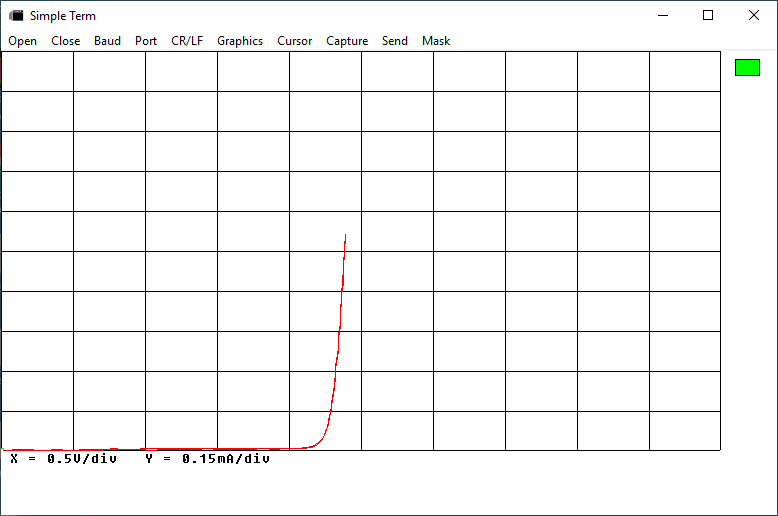 Simple Term
Open Close Baud Port CR/LF Graphics Cursor Capture Send Mask
X = 0.5V/div Y = 0.15mA/div